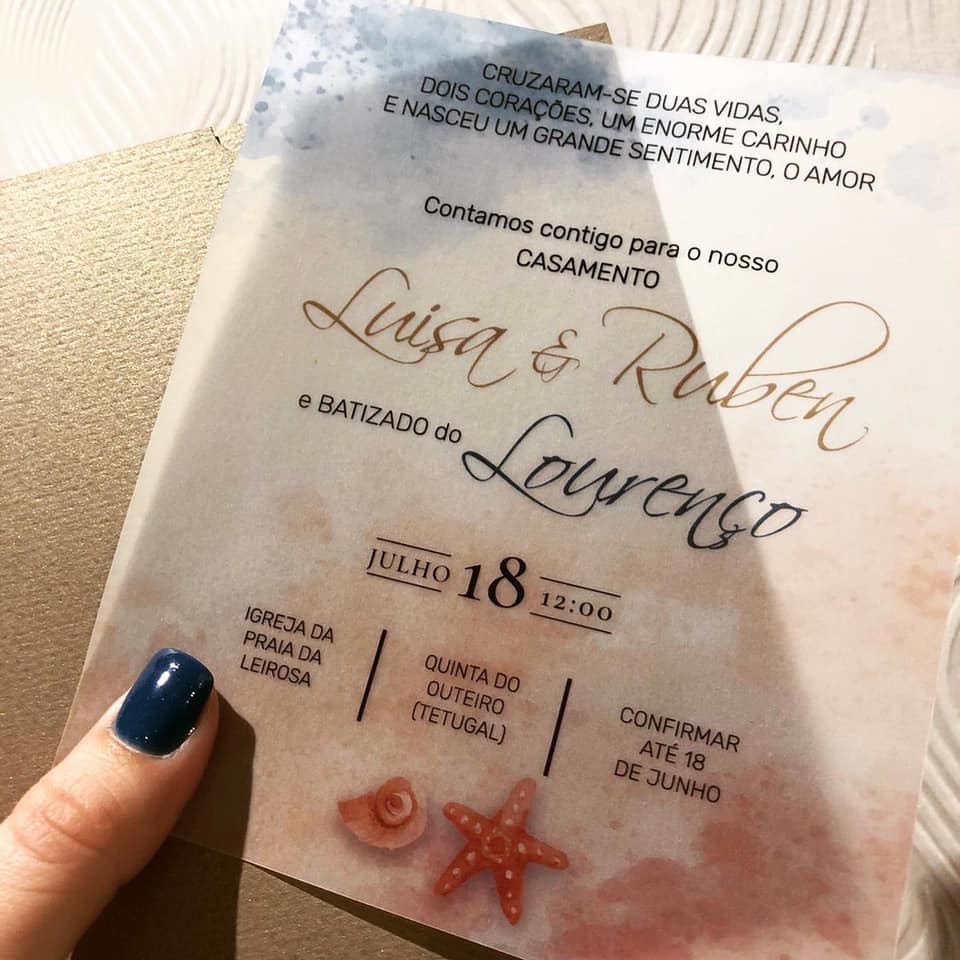 CRUZARAM-SE DUAS VIDAS,
DOIS CORAÇÕES, UM ENORME CARINHO
E NASCEU UM GRANDE SENTIMENTO, O AMOR
Contamos contigo para o nosso
CASAMENTO
Luisa & Ruben
e BATIZADO do
Lourenço
JULHO 18 12:00
IGREJA DA
PRAIA DA
LEIROSA
QUINTA DO
OUTEIRO
(TETUGAL)
CONFIRMAR
ATÉ 18
DE JUNHO